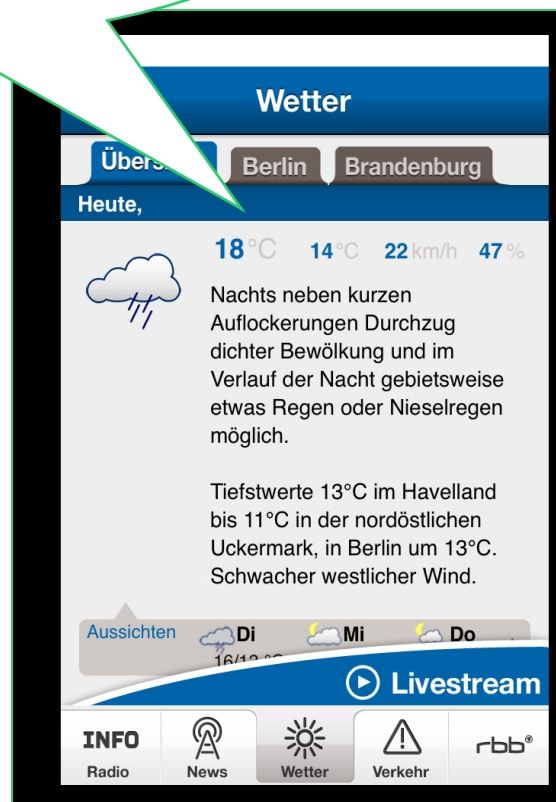 Wetter
Berlin Brandenburg
Heute,
18°C 14°C 22 km/h 47 %
Nachts neben kurzen
Auflockerungen Durchzug
dichter Bewölkung und im
Verlauf der Nacht gebietsweise
etwas Regen oder Nieselregen
möglich.
Tiefstwerte 13°C im Havelland
bis 11°C in der nordöstlichen
Uckermark, in Berlin um 13°C.
Schwacher westlicher Wind.
Aussichten Di Mi Do
Livestream
INFO rbb
Radio News Wetter Verkehr